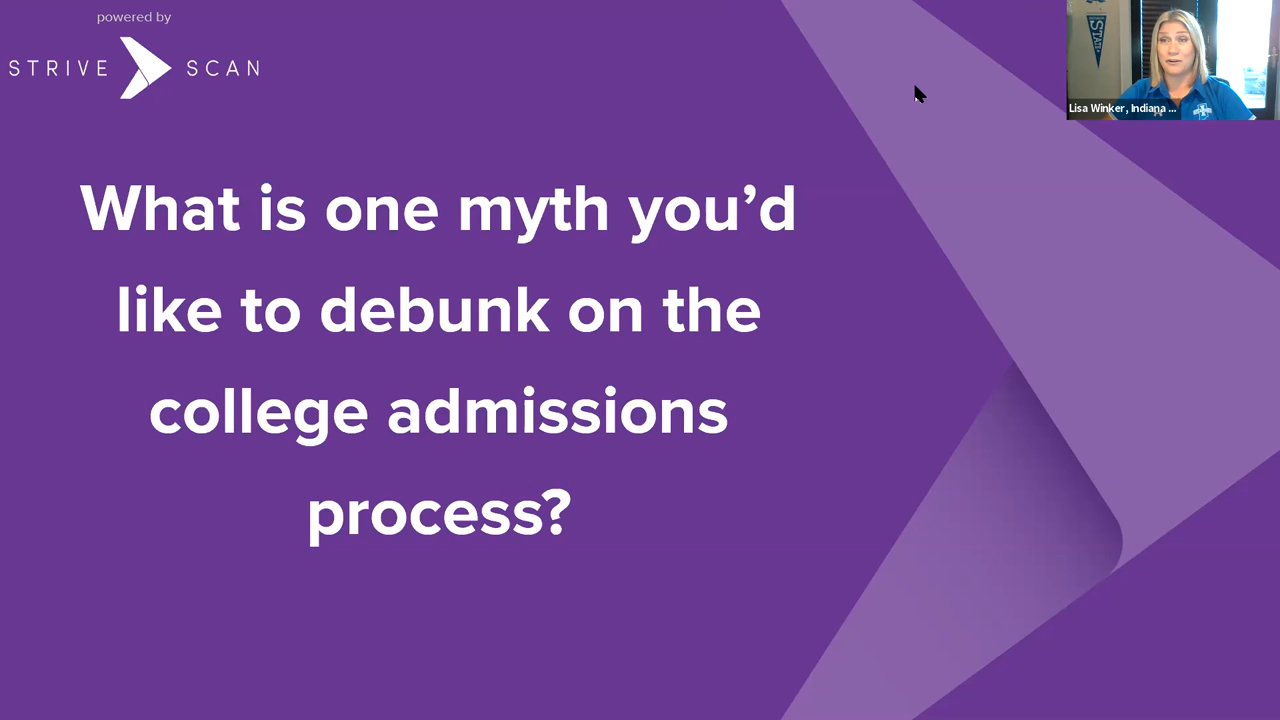 powered by
STRIVE SCAN
What is one myth you’d
like to debunk on the
college admissions
process?
STATE
Lisa Winker, Indiana ...